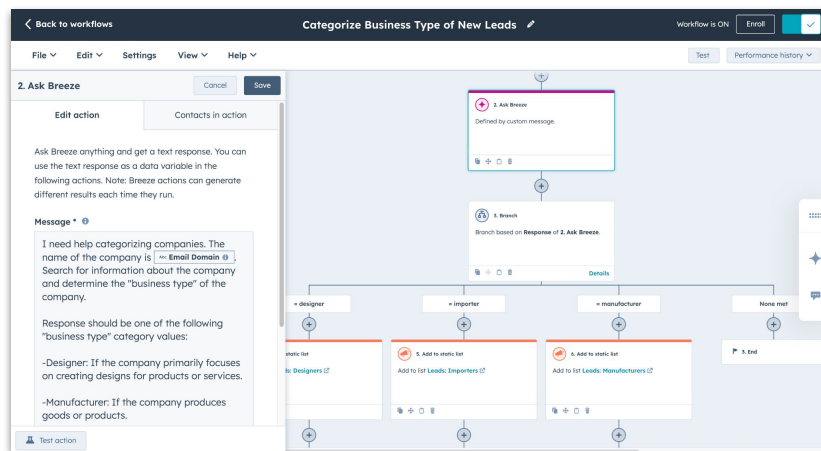 Back to workflows
Categorize Business Type of New Leads
Workflow is ON
Enroll
File
Edit
Settings
View
Help
Test
Performance history
2. Ask Breeze
Cancel
Save
Edit action
Contacts in action
Ask Breeze anything and get a text response. You can
use the text response as a data variable in the
following actions. Note: Breeze actions can generate
different results each time they run.
Message *
I need help categorizing companies. The
name of the company is Abc Email Domain .
Search for information about the company
and determine the "business type" of the
company.
Response should be one of the following
"business type" category values:
-Designer: If the company primarily focuses
on creating designs for products or services.
-Manufacturer: If the company produces
goods or products.
Test action
2. Ask Breeze
Defined by custom message.
3. Branch
Branch based on Response of 2. Ask Breeze.
Details
= designer
= importer
= manufacturer
None met
static list
ds: Designers
5. Add to static list
Add to list Leads: Importers
6. Add to static list
Add to list Leads: Manufacturers
3. End